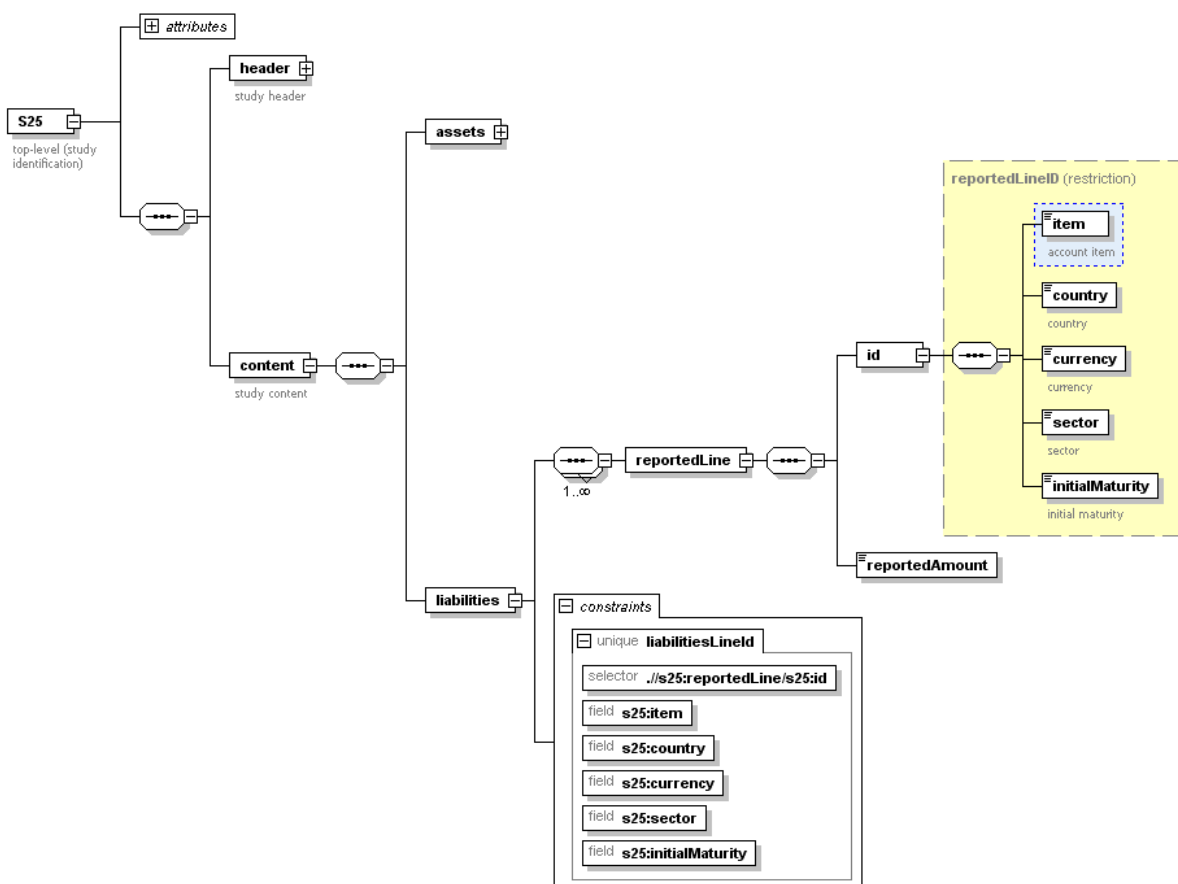 attributes
header
study header
S25
top-level (study
identification)
assets
reportedLineID (restriction)
item
account item
country
country
id
content
study content
currency
currency
sector
sector
reportedLine
1..∞
initialMaturity
initial maturity
reportedAmount
liabilities
constraints
unique liabilitiesLineId
selector .//s25:reportedLine/s25:id
field s25:item
field s25:country
field s25:currency
field s25:sector
field s25:initialMaturity